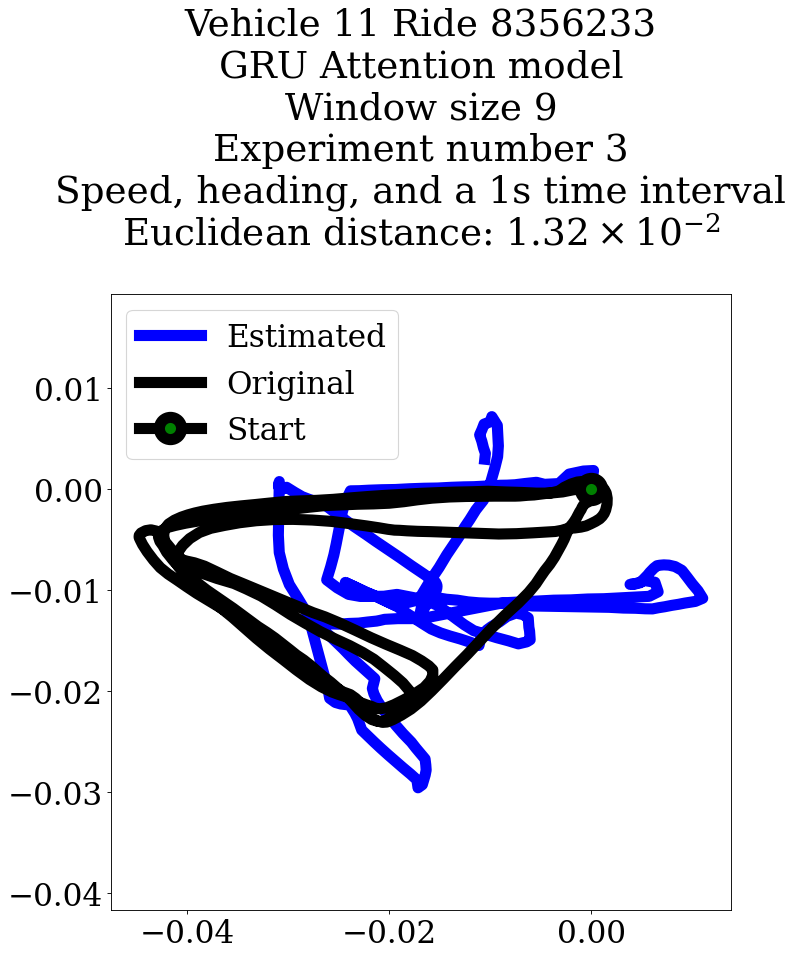 Vehicle 11 Ride 8356233
GRU Attention model
Window size 9
Experiment number 3
Speed, heading, and a 1s time interval
Euclidean distance: 1.32 × 10⁻²
Estimated
Original
Start
0.01
0.00
−0.01
−0.02
−0.03
−0.04
−0.04 −0.02 0.00